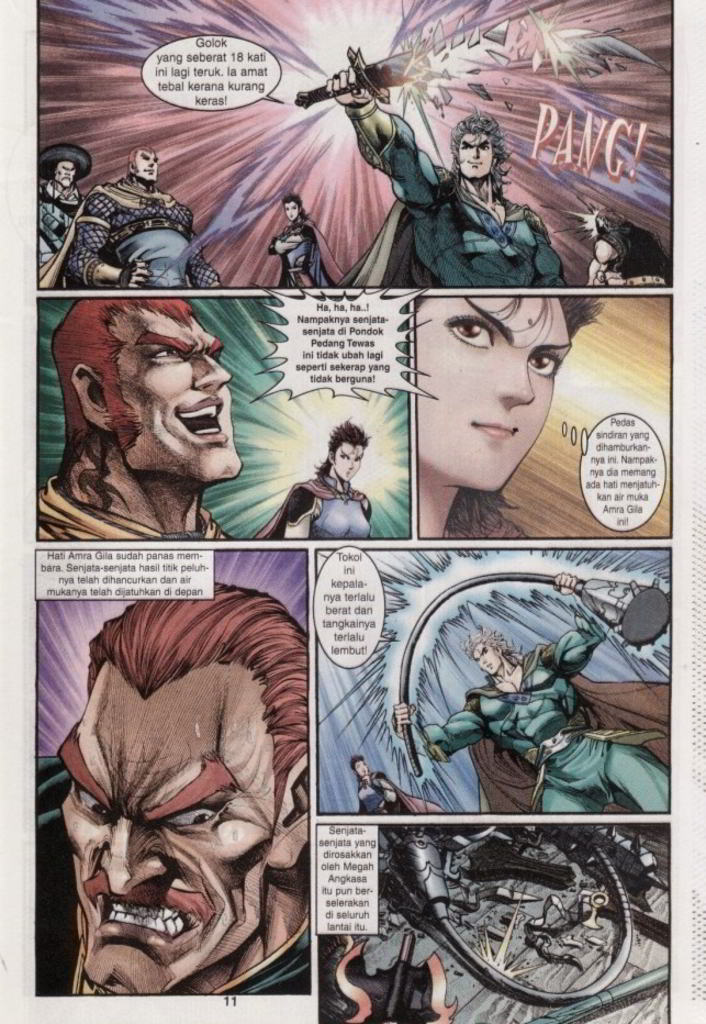 Golok
yang seberat 18 kati
ini lagi teruk. Ia amat
tebal kerana kurang
keras!
PANG!
Ha, ha, ha..!
Nampaknya senjata-
senjata di Pondok
Pedang Tewas
ini tidak ubah lagi
seperti sekerap yang
tidak berguna!
Pedas
sindiran yang
dihamburkan-
nya ini. Nampak-
nya dia memang
ada hati menjatuh-
kan air muka
Amra Gila
ini!
Hati Amra Gila sudah panas mem-
bara. Senjata-senjata hasil titik peluh-
nya telah dihancurkan dan air
mukanya telah dijatuhkan di depan
Tokol
ini
kepala-
nya terlalu
berat dan
tangkainya
terlalu
lembut!
Senjata-
senjata yang
dirosakkan
oleh Megah
Angkasa
itu pun ber-
selerakan
di seluruh
lantai itu.
11